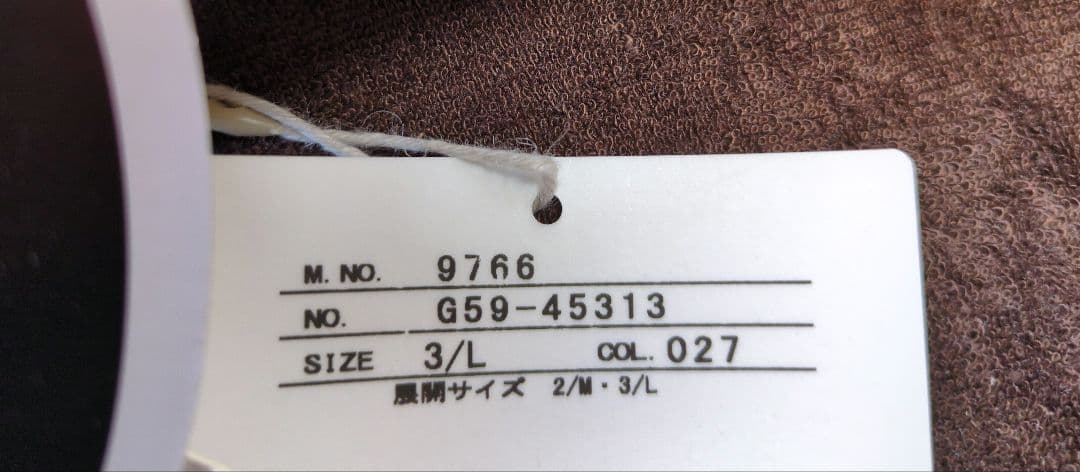 M. NO. 9766
NO. G59-45313
SIZE 3/L COL. 027
展開サイズ 2/M・3/L